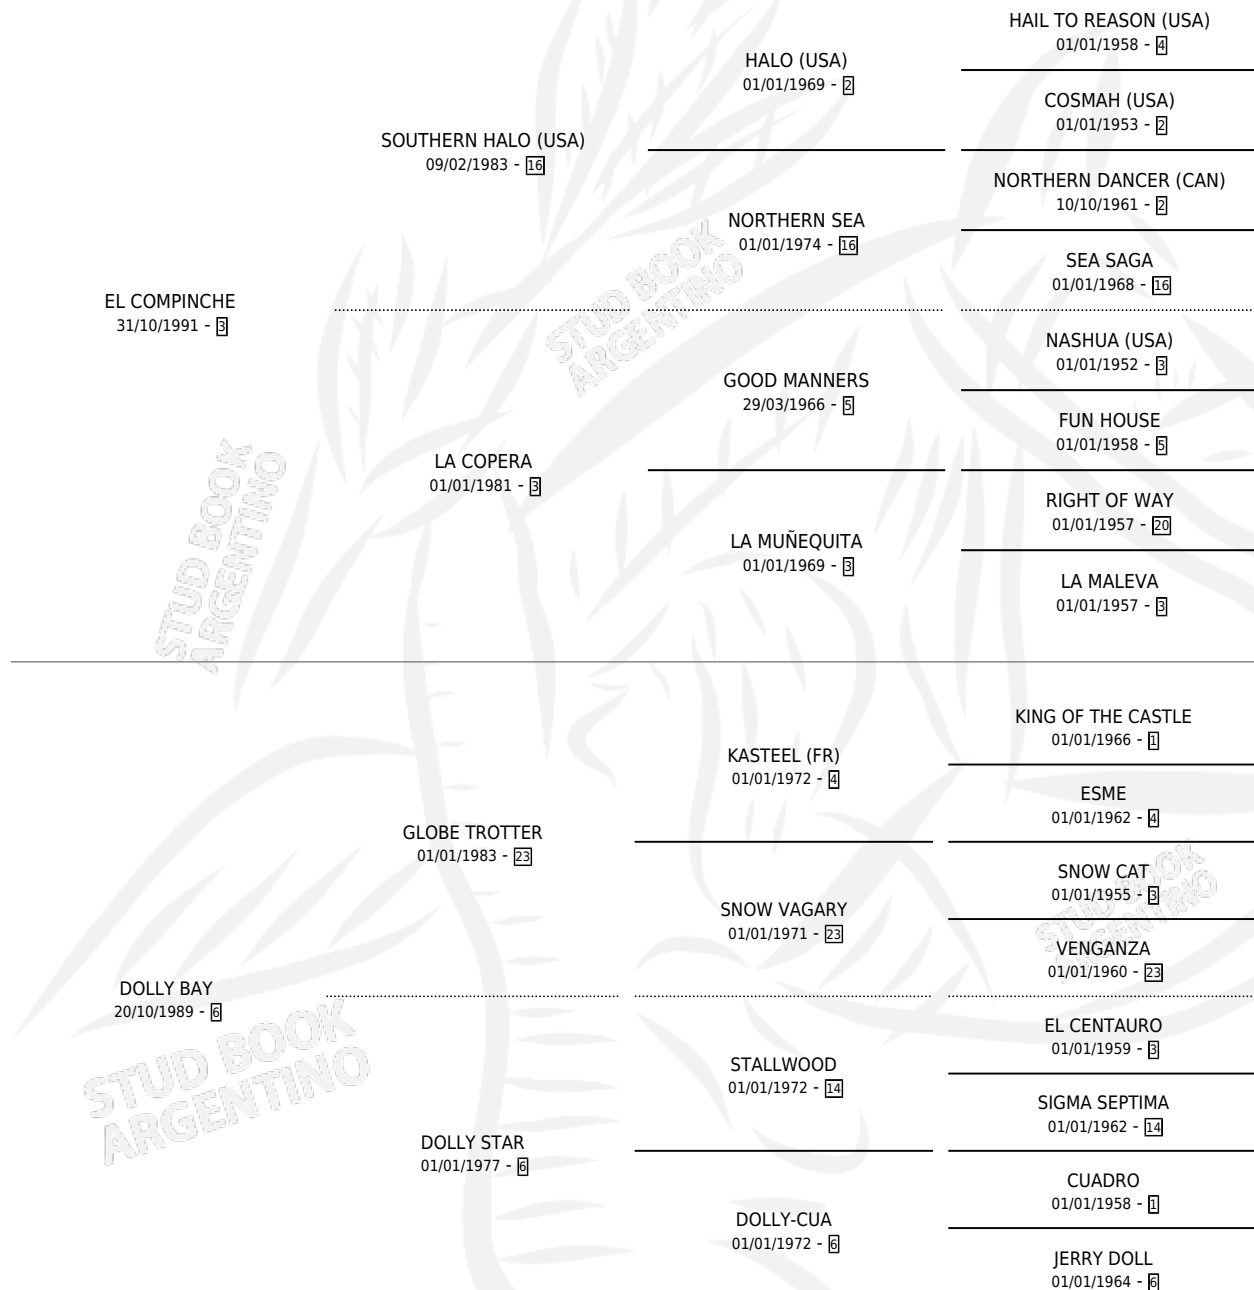 HAIL TO REASON (USA)
01/01/1958 - 4
HALO (USA)
01/01/1969 - 2
COSMAH (USA)
01/01/1953 - 2
SOUTHERN HALO (USA)
09/02/1983 - 16
NORTHERN DANCER (CAN)
10/10/1961 - 2
NORTHERN SEA
01/01/1974 - 16
SEA SAGA
01/01/1968 - 16
EL COMPINCHE
31/10/1991 - 3
STUD BOOK
ARGENTINO
NASHUA (USA)
01/01/1952 - 3
GOOD MANNERS
29/03/1966 - 5
FUN HOUSE
01/01/1958 - 5
LA COPERA
01/01/1981 - 3
RIGHT OF WAY
01/01/1957 - 20
LA MUÑEQUITA
01/01/1969 - 3
LA MALEVA
01/01/1957 - 3
STUD BOOK
ARGENTINO
KING OF THE CASTLE
01/01/1966 - 1
KASTEEL (FR)
01/01/1972 - 4
ESME
01/01/1962 - 4
GLOBE TROTTER
01/01/1983 - 23
SNOW CAT
01/01/1955 - 3
SNOW VAGARY
01/01/1971 - 23
VENGANZA
01/01/1960 - 23
STUD BOOK
ARGENTINO
DOLLY BAY
20/10/1989 - 6
EL CENTAURO
01/01/1959 - 3
STALLWOOD
01/01/1972 - 14
SIGMA SEPTIMA
01/01/1962 - 14
STUD BOOK
ARGENTINO
DOLLY STAR
01/01/1977 - 6
CUADRO
01/01/1958 - 1
DOLLY-CUA
01/01/1972 - 6
JERRY DOLL
01/01/1964 - 6